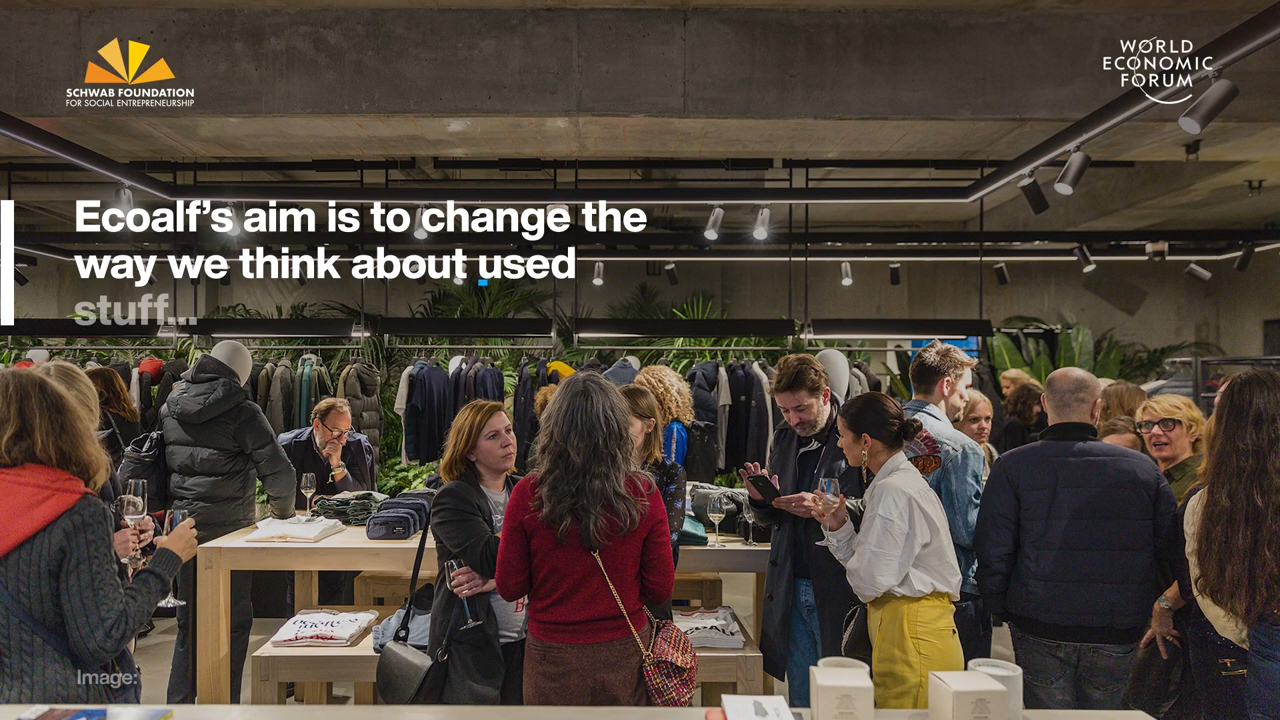 SCHWAB FOUNDATION
FOR SOCIAL ENTREPRENEURSHIP
WORLD
ECONOMIC
FORUM
Ecoalf’s aim is to change the
way we think about used
stuff...
Image: